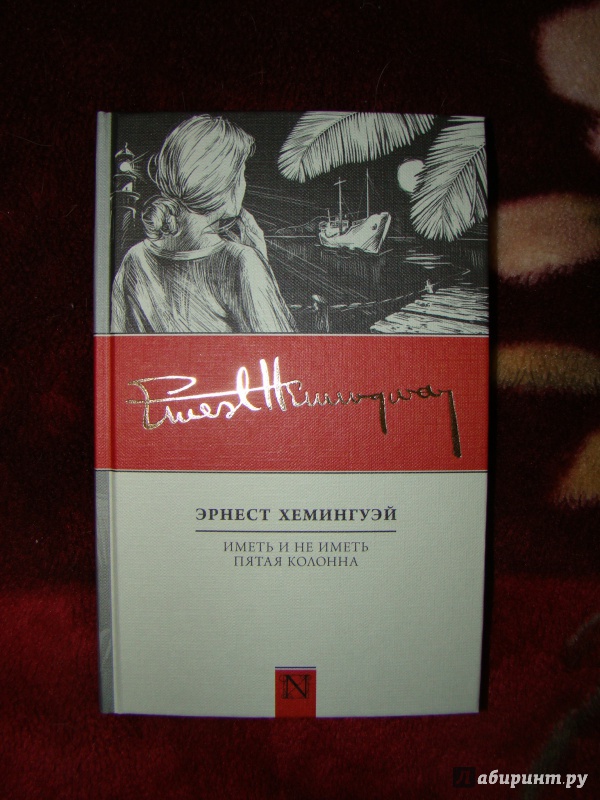 Ernest Hemingway
ЭРНЕСТ ХЕМИНГУЭЙ
ИМЕТЬ И НЕ ИМЕТЬ
ПЯТАЯ КОЛОННА
N
лабиринт.ру